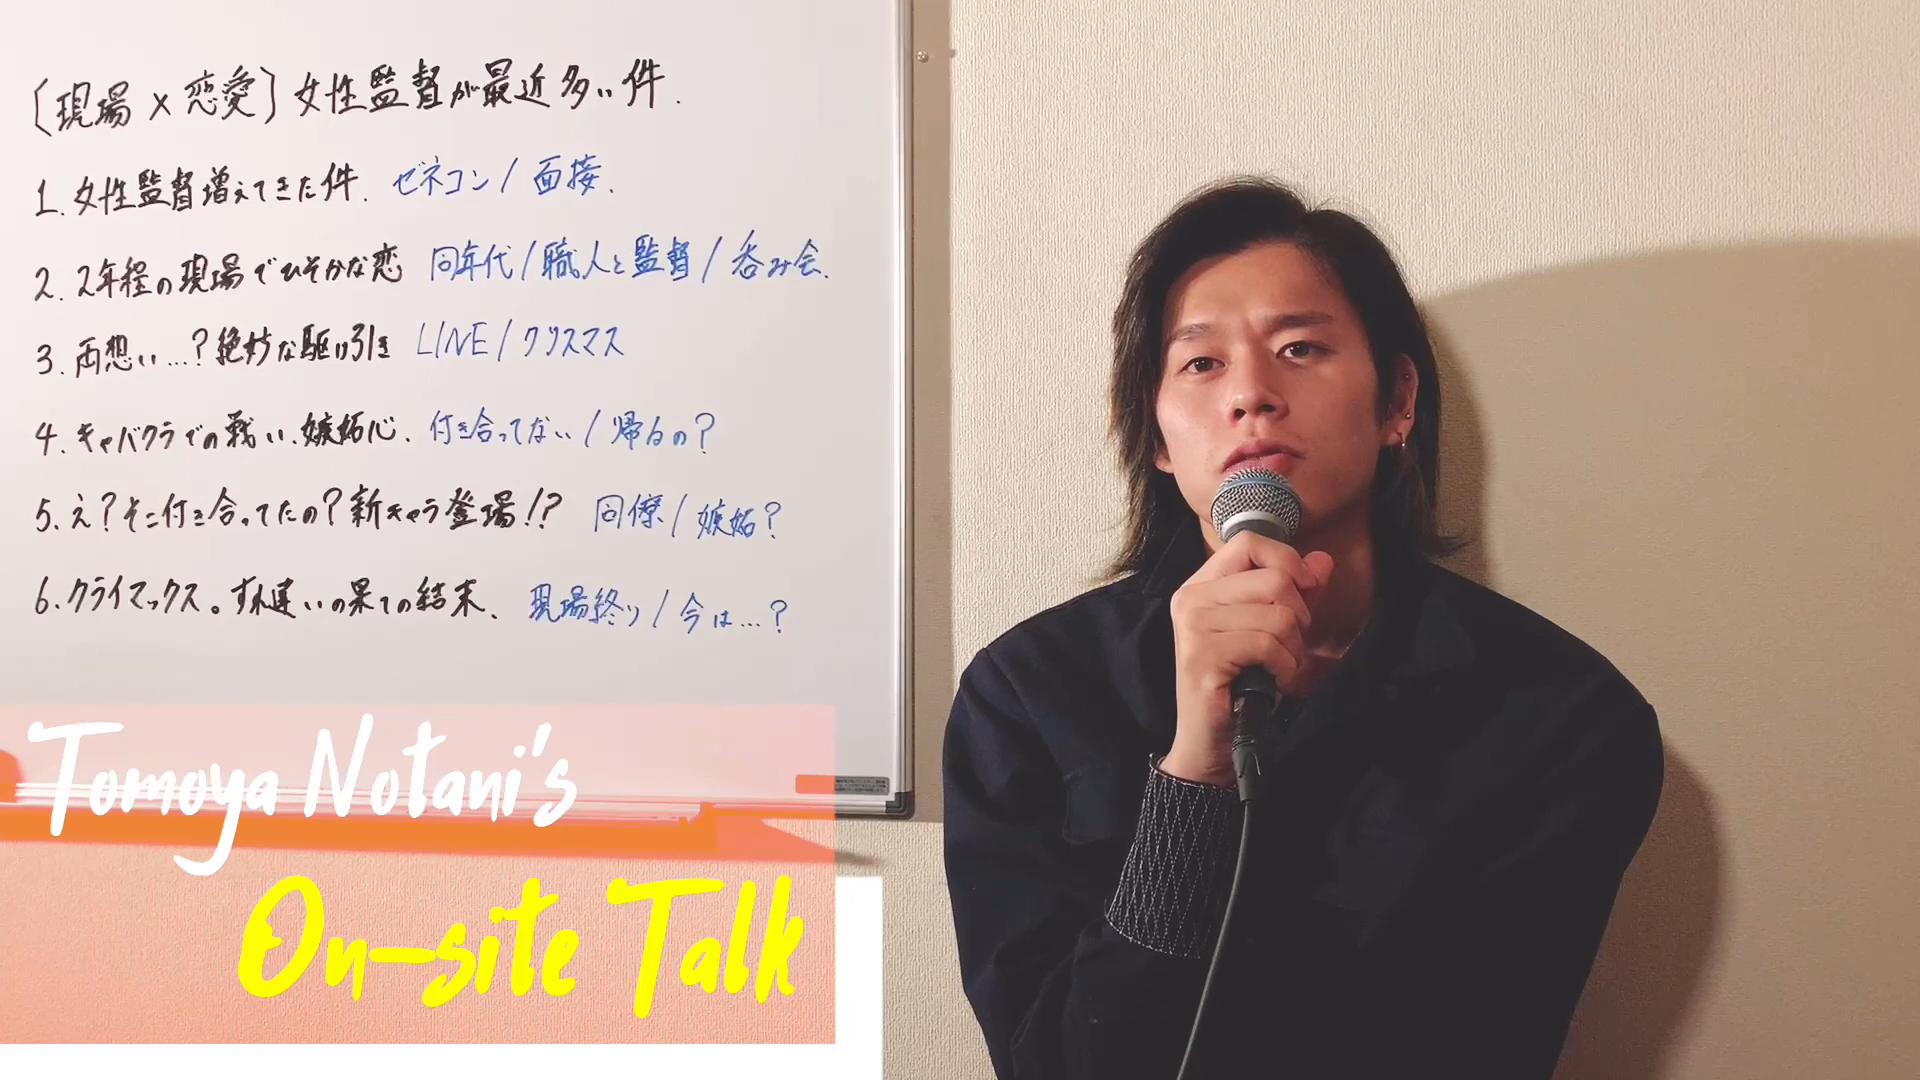 〔現場×恋愛〕女性監督が最近多い件.
1. 女性監督増えてきた件. ゼネコン/面接.
2. 2年程の現場でひそかな恋 同年代/職人と監督/呑み会.
3. 両想い…?絶妙な駆け引き LINE/クリスマス
4. キャバクラでの戦い.嫉妬心. 付き合ってない/帰るの?
5. え?そこ付き合ってたの?新キャラ登場!? 同僚/嫉妬?
6. クライマックス。すれ違いの果ての結末. 現場終り/今は…?
Tomoya Notani's
On-site Talk